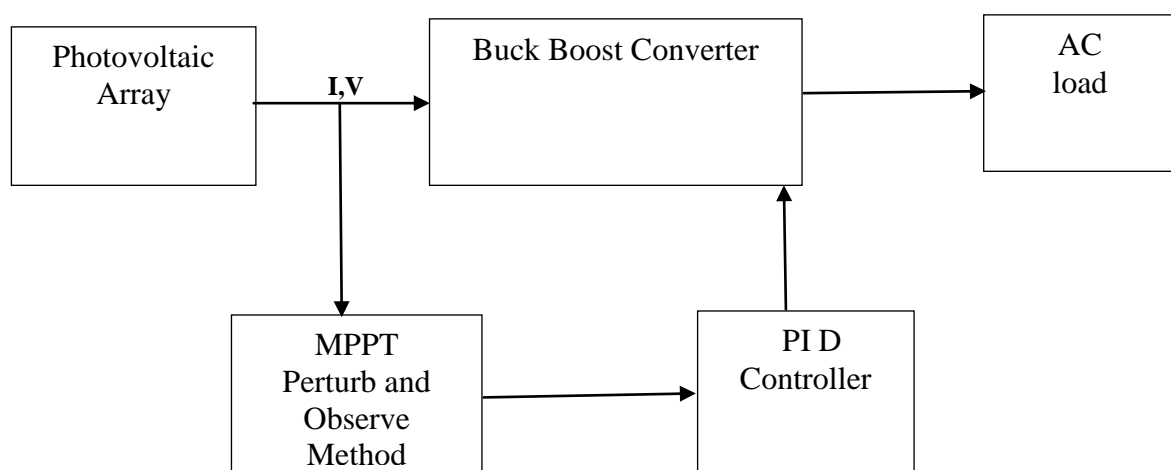 Photovoltaic
Array
I,V
Buck Boost Converter
AC
load
MPPT
Perturb and
Observe
Method
PI D
Controller